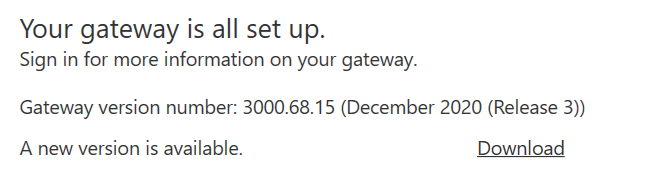 Your gateway is all set up.
Sign in for more information on your gateway.
Gateway version number: 3000.68.15 (December 2020 (Release 3))
A new version is available. Download